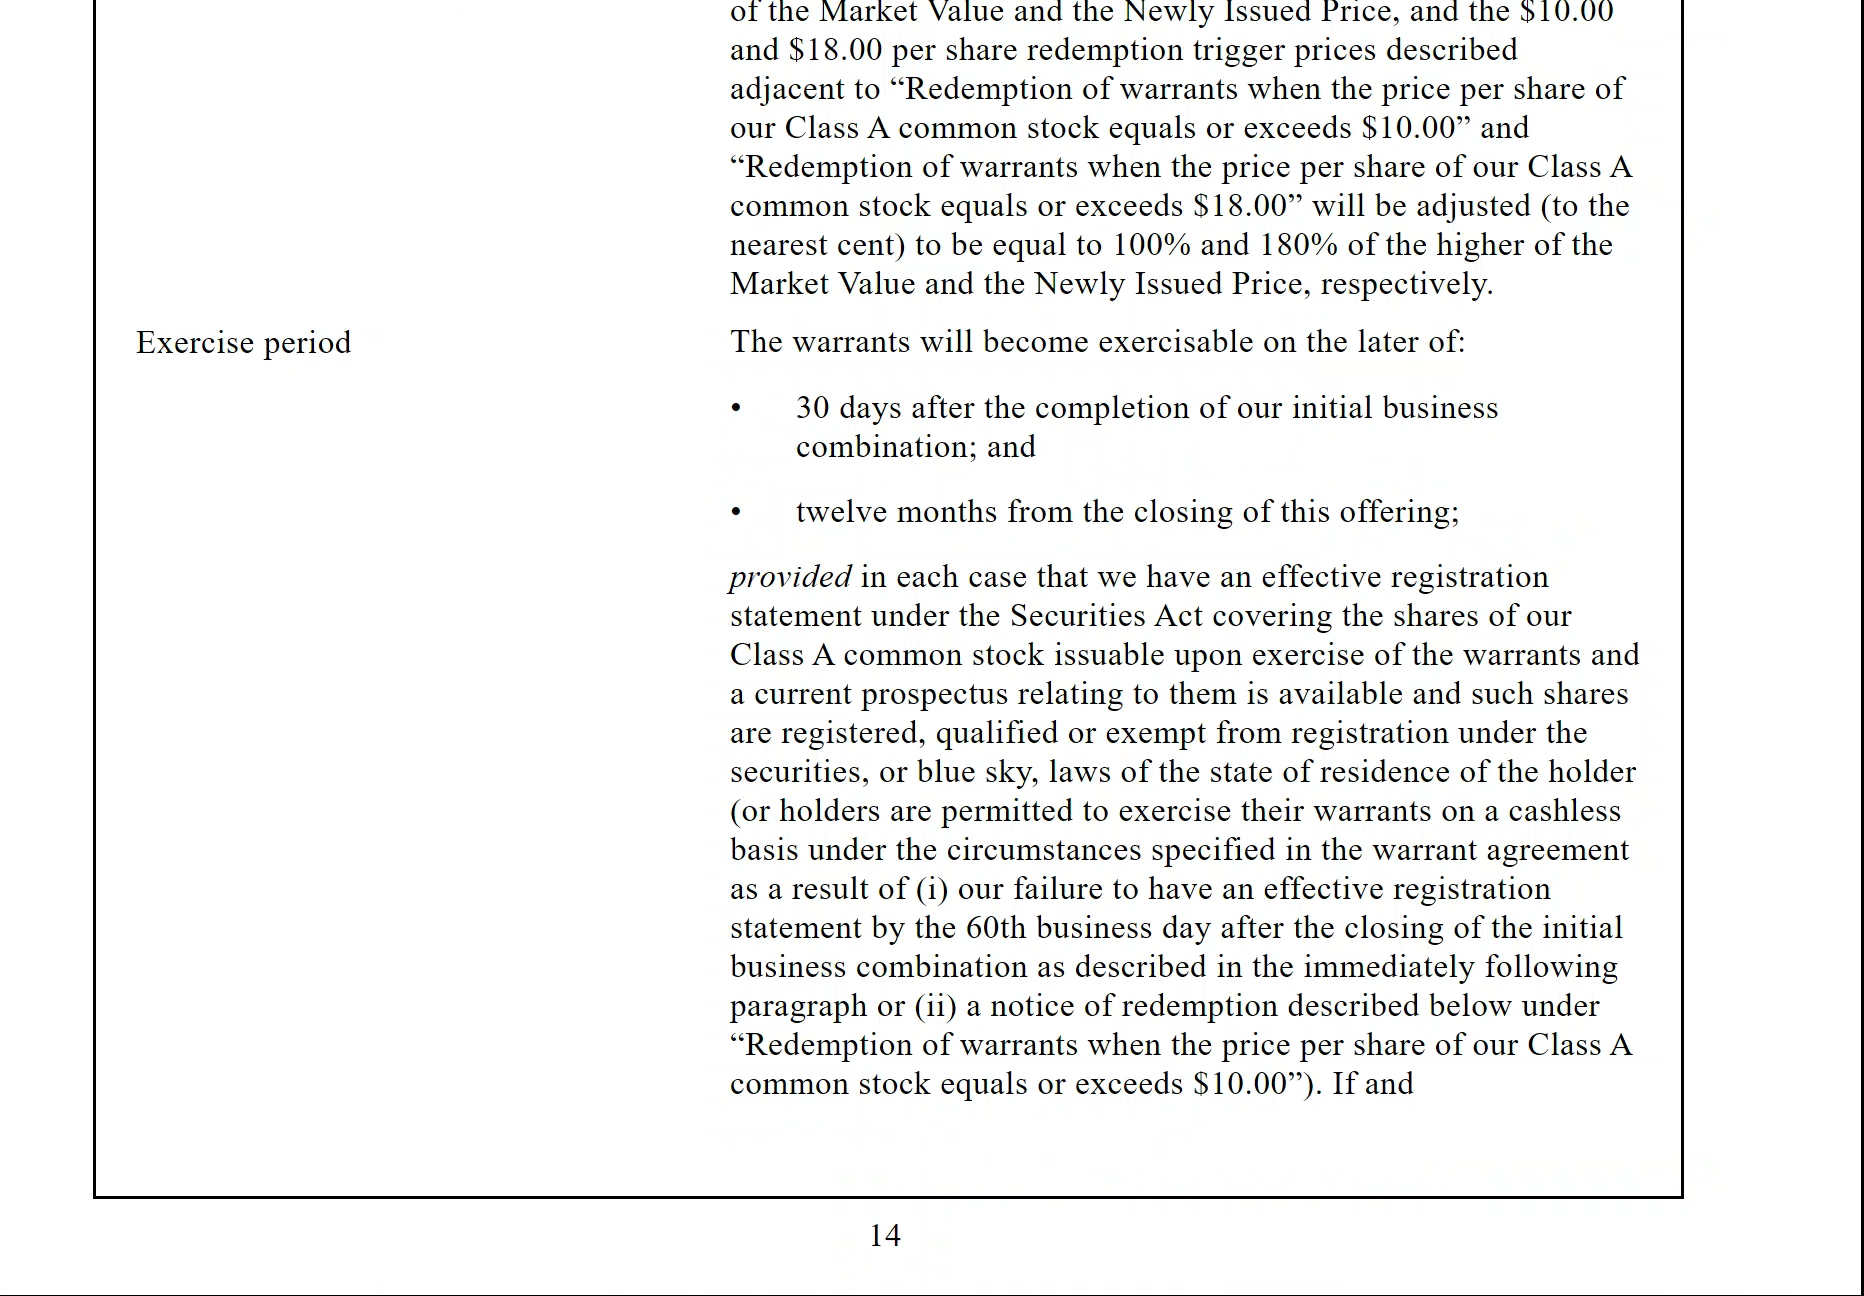 of the Market Value and the Newly Issued Price, and the $10.00
and $18.00 per share redemption trigger prices described
adjacent to “Redemption of warrants when the price per share of
our Class A common stock equals or exceeds $10.00” and
“Redemption of warrants when the price per share of our Class A
common stock equals or exceeds $18.00” will be adjusted (to the
nearest cent) to be equal to 100% and 180% of the higher of the
Market Value and the Newly Issued Price, respectively.
Exercise period
The warrants will become exercisable on the later of:
• 30 days after the completion of our initial business
combination; and
• twelve months from the closing of this offering;
provided in each case that we have an effective registration
statement under the Securities Act covering the shares of our
Class A common stock issuable upon exercise of the warrants and
a current prospectus relating to them is available and such shares
are registered, qualified or exempt from registration under the
securities, or blue sky, laws of the state of residence of the holder
(or holders are permitted to exercise their warrants on a cashless
basis under the circumstances specified in the warrant agreement
as a result of (i) our failure to have an effective registration
statement by the 60th business day after the closing of the initial
business combination as described in the immediately following
paragraph or (ii) a notice of redemption described below under
“Redemption of warrants when the price per share of our Class A
common stock equals or exceeds $10.00”). If and
14